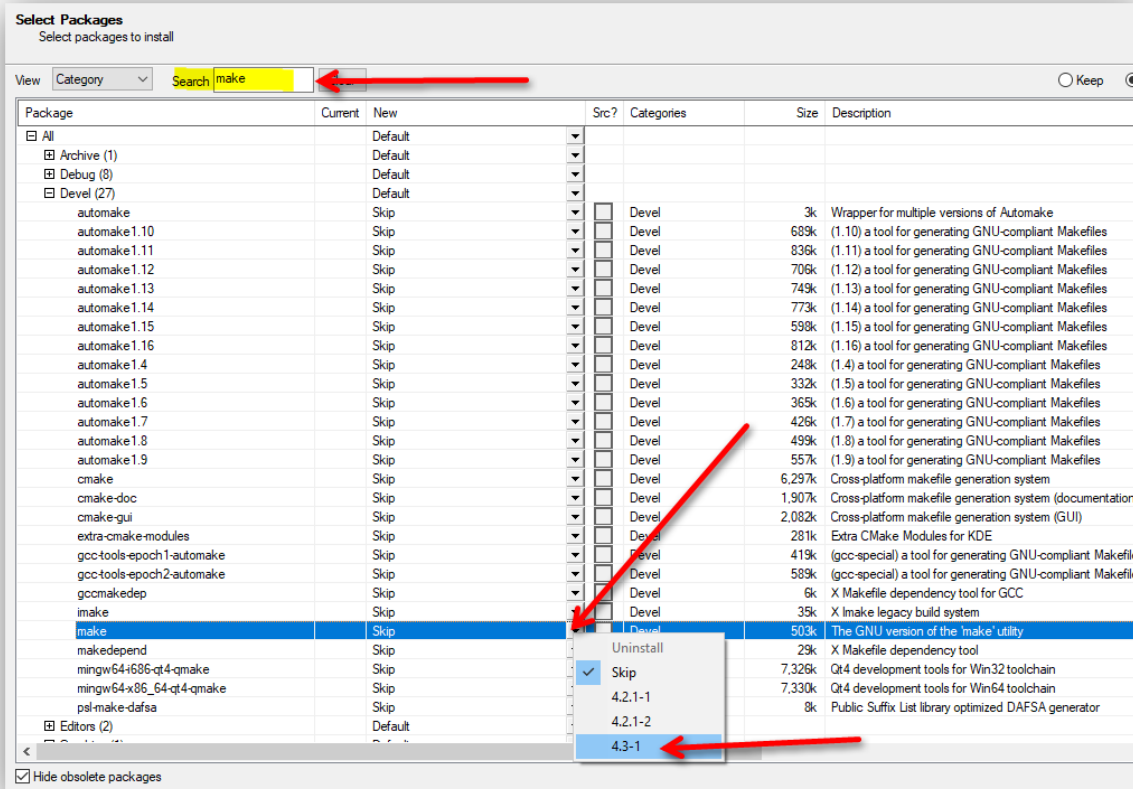 Select Packages
Select packages to install
View Category Search make Keep
Package Current New Src? Categories Size Description
All Default
Archive (1) Default
Debug (8) Default
Devel (27) Default
automake Skip Devel 3k Wrapper for multiple versions of Automake
automake1.10 Skip Devel 689k (1.10) a tool for generating GNU-compliant Makefiles
automake1.11 Skip Devel 836k (1.11) a tool for generating GNU-compliant Makefiles
automake1.12 Skip Devel 706k (1.12) a tool for generating GNU-compliant Makefiles
automake1.13 Skip Devel 749k (1.13) a tool for generating GNU-compliant Makefiles
automake1.14 Skip Devel 773k (1.14) a tool for generating GNU-compliant Makefiles
automake1.15 Skip Devel 598k (1.15) a tool for generating GNU-compliant Makefiles
automake1.16 Skip Devel 812k (1.16) a tool for generating GNU-compliant Makefiles
automake1.4 Skip Devel 248k (1.4) a tool for generating GNU-compliant Makefiles
automake1.5 Skip Devel 332k (1.5) a tool for generating GNU-compliant Makefiles
automake1.6 Skip Devel 365k (1.6) a tool for generating GNU-compliant Makefiles
automake1.7 Skip Devel 426k (1.7) a tool for generating GNU-compliant Makefiles
automake1.8 Skip Devel 499k (1.8) a tool for generating GNU-compliant Makefiles
automake1.9 Skip Devel 557k (1.9) a tool for generating GNU-compliant Makefiles
cmake Skip Devel 6,297k Cross-platform makefile generation system
cmake-doc Skip Devel 1,907k Cross-platform makefile generation system (documentation
cmake-gui Skip Devel 2,082k Cross-platform makefile generation system (GUI)
extra-cmake-modules Skip Devel 281k Extra CMake Modules for KDE
gcc-tools-epoch1-automake Skip Devel 419k (gcc-special) a tool for generating GNU-compliant Makefile
gcc-tools-epoch2-automake Skip Devel 589k (gcc-special) a tool for generating GNU-compliant Makefile
gccmakedep Skip Devel 6k X Makefile dependency tool for GCC
imake Skip Devel 35k X Imake legacy build system
make Skip Devel 503k The GNU version of the 'make' utility
makedepend Skip 29k X Makefile dependency tool
mingw64-i686-qt4-qmake Skip 7,326k Qt4 development tools for Win32 toolchain
mingw64-x86_64-qt4-qmake Skip 7,330k Qt4 development tools for Win64 toolchain
psl-make-dafsa Skip 8k Public Suffix List library optimized DAFSA generator
Editors (2) Default
Uninstall
Skip
4.2.1-1
4.2.1-2
4.3-1
Hide obsolete packages